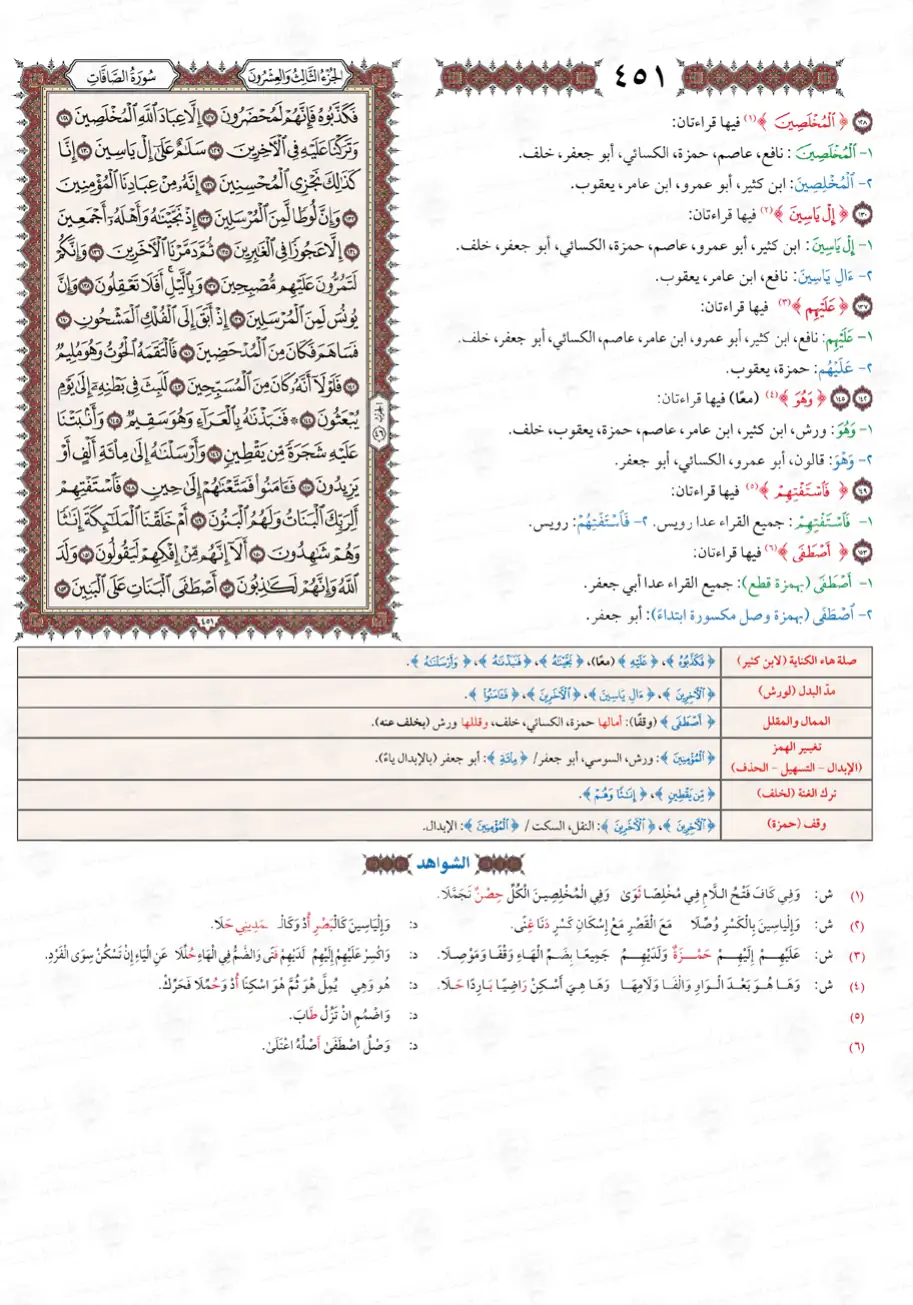 ٤٥١
سُورَةُ الصَّافَّاتِ
الجُزْءُ الثَّالِثُ وَالعِشْرُونَ
فَكَذَّبُوهُ فَإِنَّهُمْ لَمُحْضَرُونَ ١٢٧ إِلَّا عِبَادَ ٱللَّهِ ٱلْمُخْلَصِينَ ١٢٨
وَتَرَكْنَا عَلَيْهِ فِي ٱلْآخِرِينَ ١٢٩ سَلَٰمٌ عَلَىٰٓ إِلْ يَاسِينَ ١٣٠ إِنَّا
كَذَٰلِكَ نَجْزِي ٱلْمُحْسِنِينَ ١٣١ إِنَّهُۥ مِنْ عِبَادِنَا ٱلْمُؤْمِنِينَ
١٣٢ وَإِنَّ لُوطًا لَّمِنَ ٱلْمُرْسَلِينَ ١٣٣ إِذْ نَجَّيْنَٰهُ وَأَهْلَهُۥٓ أَجْمَعِينَ
١٣٤ إِلَّا عَجُوزًا فِي ٱلْغَٰبِرِينَ ١٣٥ ثُمَّ دَمَّرْنَا ٱلْآخَرِينَ ١٣٦ وَإِنَّكُمْ
لَتَمُرُّونَ عَلَيْهِم مُّصْبِحِينَ ١٣٧ وَبِٱلَّيْلِۚ أَفَلَا تَعْقِلُونَ ١٣٨ وَإِنَّ
يُونُسَ لَمِنَ ٱلْمُرْسَلِينَ ١٣٩ إِذْ أَبَقَ إِلَى ٱلْفُلْكِ ٱلْمَشْحُونِ ١٤٠
فَسَاهَمَ فَكَانَ مِنَ ٱلْمُدْحَضِينَ ١٤١ فَٱلْتَقَمَهُ ٱلْحُوتُ وَهُوَ مُلِيمٌ
١٤٢ فَلَوْلَآ أَنَّهُۥ كَانَ مِنَ ٱلْمُسَبِّحِينَ ١٤٣ لَلَبِثَ فِي بَطْنِهِۦٓ إِلَىٰ يَوْمِ
يُبْعَثُونَ ١٤٤ ۞ فَنَبَذْنَٰهُ بِٱلْعَرَآءِ وَهُوَ سَقِيمٌ ١٤٥ وَأَنۢبَتْنَا
عَلَيْهِ شَجَرَةً مِّن يَقْطِينٍ ١٤٦ وَأَرْسَلْنَٰهُ إِلَىٰ مِا۟ئَةِ أَلْفٍ أَوْ
يَزِيدُونَ ١٤٧ فَـَٔامَنُوا۟ فَمَتَّعْنَٰهُمْ إِلَىٰ حِينٍ ١٤٨ فَٱسْتَفْتِهِمْ
أَلِرَبِّكَ ٱلْبَنَاتُ وَلَهُمُ ٱلْبَنُونَ ١٤٩ أَمْ خَلَقْنَا ٱلْمَلَٰٓئِكَةَ إِنَٰثًا
وَهُمْ شَٰهِدُونَ ١٥٠ أَلَآ إِنَّهُم مِّنْ إِفْكِهِمْ لَيَقُولُونَ ١٥١ وَلَدَ
ٱللَّهُ وَإِنَّهُمْ لَكَٰذِبُونَ ١٥٢ أَصْطَفَى ٱلْبَنَاتِ عَلَى ٱلْبَنِينَ ١٥٣
٤٥١
١٢٨ ﴿ ٱلْمُخْلَصِينَ ﴾(١) فيها قراءتان:
١- ٱلْمُخْلَصِينَ : نافع، عاصم، حمزة، الكسائي، أبو جعفر، خلف.
٢- ٱلْمُخْلِصِينَ: ابن كثير، أبو عمرو، ابن عامر، يعقوب.
١٣٠ ﴿ إِلْ يَاسِينَ ﴾(٢) فيها قراءتان:
١- إِلْ يَاسِينَ : ابن كثير، أبو عمرو، عاصم، حمزة، الكسائي، أبو جعفر، خلف.
٢- ءَالِ يَاسِينَ: نافع، ابن عامر، يعقوب.
١٣٧ ﴿ عَلَيْهِم ﴾(٣) فيها قراءتان:
١- عَلَيْهِم: نافع، ابن كثير، أبو عمرو، ابن عامر، عاصم، الكسائي، أبو جعفر، خلف.
٢- عَلَيْهُم: حمزة، يعقوب.
١٤٢ ١٤٥ ﴿ وَهُوَ ﴾(٤) (معًا) فيها قراءتان:
١- وَهُوَ: ورش، ابن كثير، ابن عامر، عاصم، حمزة، يعقوب، خلف.
٢- وَهْوَ: قالون، أبو عمرو، الكسائي، أبو جعفر.
١٤٩ ﴿ فَٱسْتَفْتِهِمْ ﴾(٥) فيها قراءتان:
١- فَٱسْتَفْتِهِمْ: جميع القراء عدا رويس. ٢- فَٱسْتَفْتِهُمْ: رويس.
١٥٣ ﴿ أَصْطَفَى ﴾(٦) فيها قراءتان:
١- أَصْطَفَى (بهمزة قطع): جميع القراء عدا أبي جعفر.
٢- ٱصْطَفَى (بهمزة وصل مكسورة ابتداءً): أبو جعفر.
صلة هاء الكناية (لابن كثير) ﴿ فَكَذَّبُوهُ ﴾، ﴿ عَلَيْهِ ﴾ (معًا)، ﴿ نَجَّيْنَٰهُ ﴾، ﴿ فَنَبَذْنَٰهُ ﴾، ﴿ وَأَرْسَلْنَٰهُ ﴾.
مدّ البدل (لورش) ﴿ ٱلْآخِرِينَ ﴾، ﴿ ءَالِ يَاسِينَ ﴾، ﴿ ٱلْآخَرِينَ ﴾، ﴿ فَـَٔامَنُوا۟ ﴾.
الممال والمقلل ﴿ أَصْطَفَى ﴾ (وقفًا): أمالها حمزة، الكسائي، خلف، وقللها ورش (بخلف عنه).
تغيير الهمز
(الإبدال – التسهيل – الحذف) ﴿ ٱلْمُؤْمِنِينَ ﴾: ورش، السوسي، أبو جعفر/ ﴿ مِا۟ئَةِ ﴾: أبو جعفر (بالإبدال ياءً).
ترك الغنة (لخلف) ﴿ مِّن يَقْطِينٍ ﴾، ﴿ إِنَٰثًا وَهُمْ ﴾.
وقف (حمزة) ﴿ ٱلْآخِرِينَ ﴾، ﴿ ٱلْآخَرِينَ ﴾: النقل، السكت / ﴿ ٱلْمُؤْمِنِينَ ﴾: الإبدال.
الشواهد
(١) ش: وَفِي كَافَ فَتْحُ اللَّامِ فِي مُخْلِصًا ثَوَى وَفِي الْمُخْلِصِينَ الْكُلُّ حِصْنٌ تَجَمَّلَا.
(٢) ش: وَإِلْيَاسِينَ بِالْكَسْرِ وُصِّلَا مَعَ الْقَصْرِ مَعْ إِسْكَانِ كَسْرٍ دَنَا غِنًى. د: وَإِلْيَاسِينَ كَالْبَصْرِ أُدْ وَكَالْـ ـمَدِينِي حَلَا.
(٣) ش: عَلَيْهِمْ إِلَيْهِمْ حَمْزَةٌ وَلَدَيْهِمْ جَمِيعًا بِضَمِّ الْهَاءِ وَقْفًا وَمَوْصِلَا. د: وَاكْسِرْ عَلَيْهِمْ إِلَيْهِمْ لَدَيْهِمْ فَتًى وَالضَّمُّ فِي الْهَاءِ حُلِّلَا عَنِ الْيَاءِ إِنْ تَسْكُنْ سِوَى الْفَرْدِ.
(٤) ش: وَهَا هُوَ بَعْدَ الْوَاوِ وَالْفَا وَلَامِهَا وَهَا هِيَ أَسْكِنْ رَاضِيًا بَارِدًا حَلَا. د: هُو وَهِي يُمِلَّ هُوَ ثُمَّ هُوَ اسْكِنًا أُدْ وَحُمِّلَا فَحَرِّكْ.
(٥) د: وَاضْمُمِ انْ تَزُلْ طَابَ.
(٦) د: وَصْلُ اصْطَفَى أَصْلُهُ اعْتَلَى.